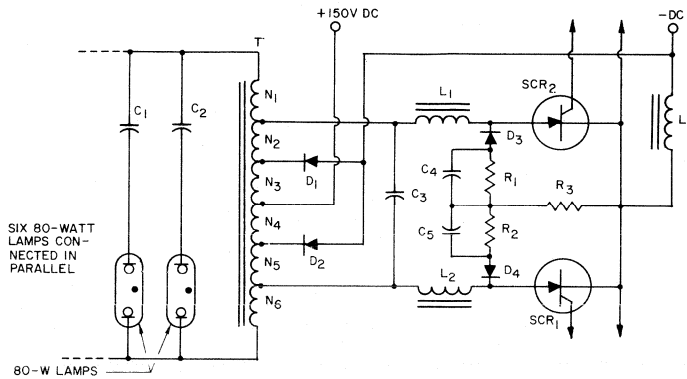 +150V DC
-DC
T
C1
C2
N1
N2
N3
N4
N5
N6
L1
SCR2
L
D1
D3
C4
R1
C3
R3
C5
R2
D2
L2
D4
SCR1
SIX 80-WATT
LAMPS CON-
NECTED IN
PARALLEL
80-W LAMPS